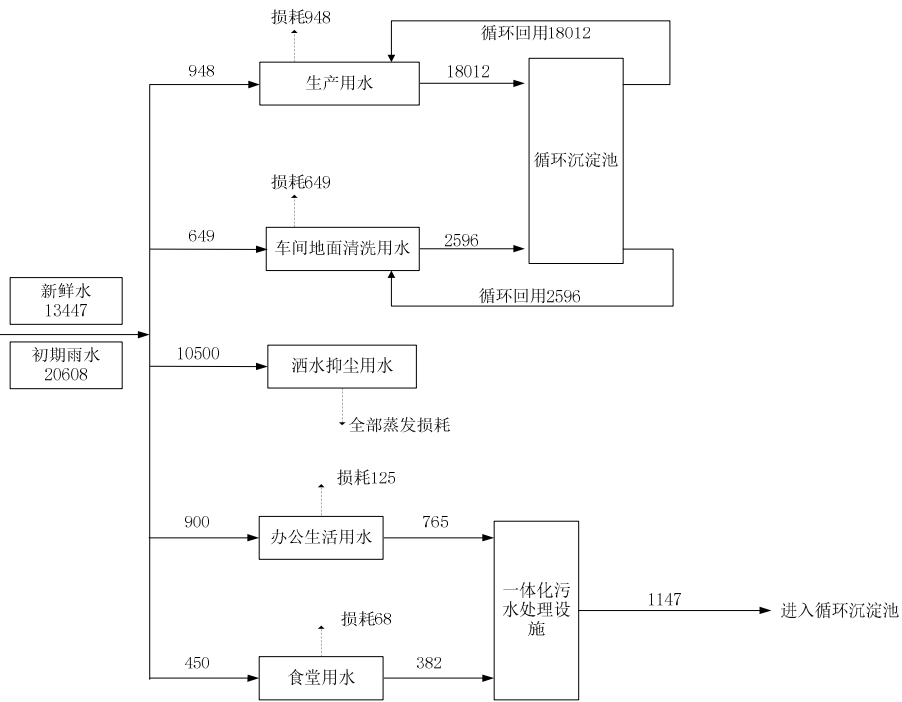 损耗948
循环回用18012
948
生产用水
18012
循环沉淀池
损耗649
649
车间地面清洗用水
2596
循环回用2596
新鲜水
13447
初期雨水
20608
10500
洒水抑尘用水
全部蒸发损耗
损耗125
900
办公生活用水
765
一体化污
水处理设
施
1147
进入循环沉淀池
损耗68
450
食堂用水
382